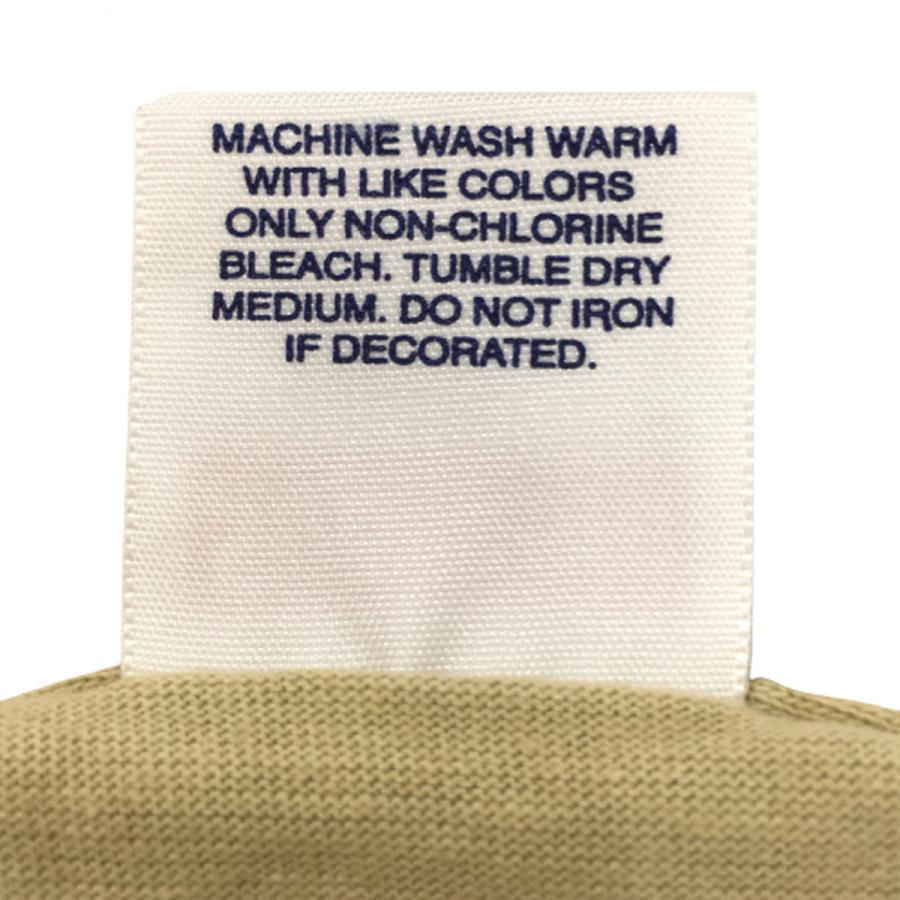 MACHINE WASH WARM
WITH LIKE COLORS
ONLY NON-CHLORINE
BLEACH. TUMBLE DRY
MEDIUM. DO NOT IRON
IF DECORATED.